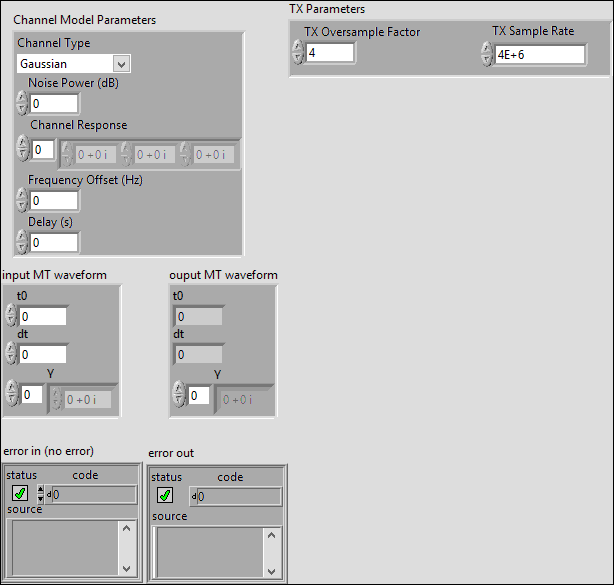 Channel Model Parameters
Channel Type
Gaussian
Noise Power (dB)
0
Channel Response
0
0 +0 i
0 +0 i
0 +0 i
Frequency Offset (Hz)
0
Delay (s)
0
TX Parameters
TX Oversample Factor
4
TX Sample Rate
4E+6
input MT waveform
t0
0
dt
0
Y
0
0 +0 i
ouput MT waveform
t0
0
dt
0
Y
0
0 +0 i
error in (no error)
status
code
d0
source
error out
status
code
d0
source